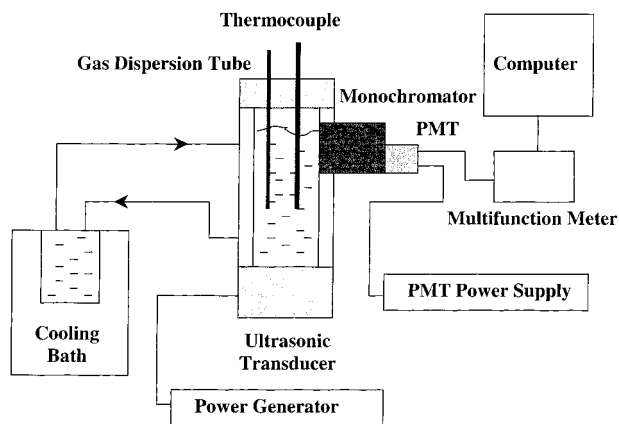 Thermocouple
Gas Dispersion Tube
Computer
Monochromator
PMT
Multifunction Meter
PMT Power Supply
Cooling
Bath
Ultrasonic
Transducer
Power Generator